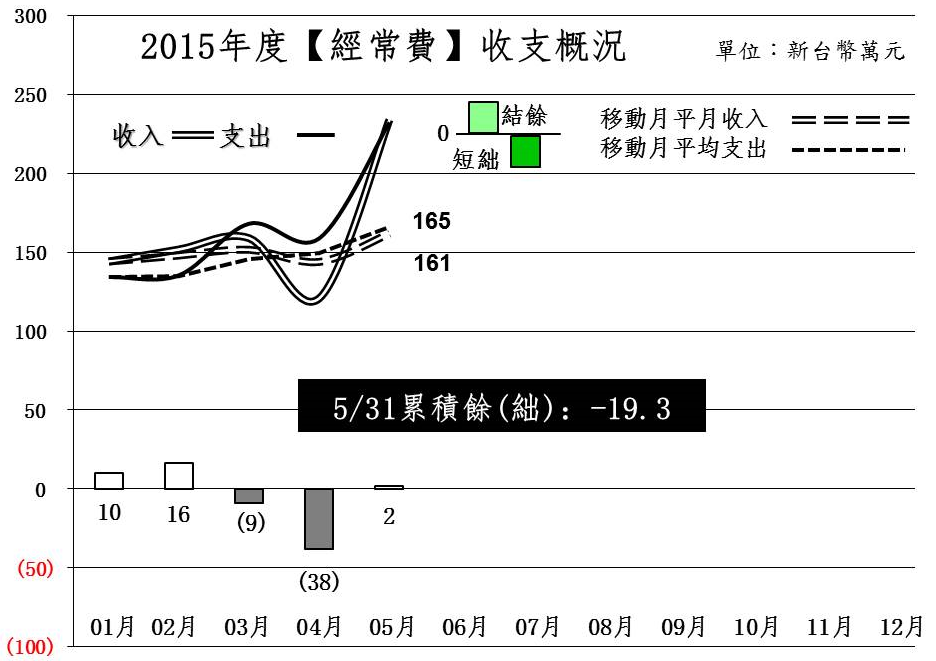 2015年度【經常費】收支概況
單位：新台幣萬元
收入
支出
0
結餘
短絀
移動月平月收入
移動月平均支出
300
250
200
150
100
50
0
(50)
(100)
165
161
5/31累積餘(絀)：-19.3
10
16
(9)
(38)
2
01月 02月 03月 04月 05月 06月 07月 08月 09月 10月 11月 12月